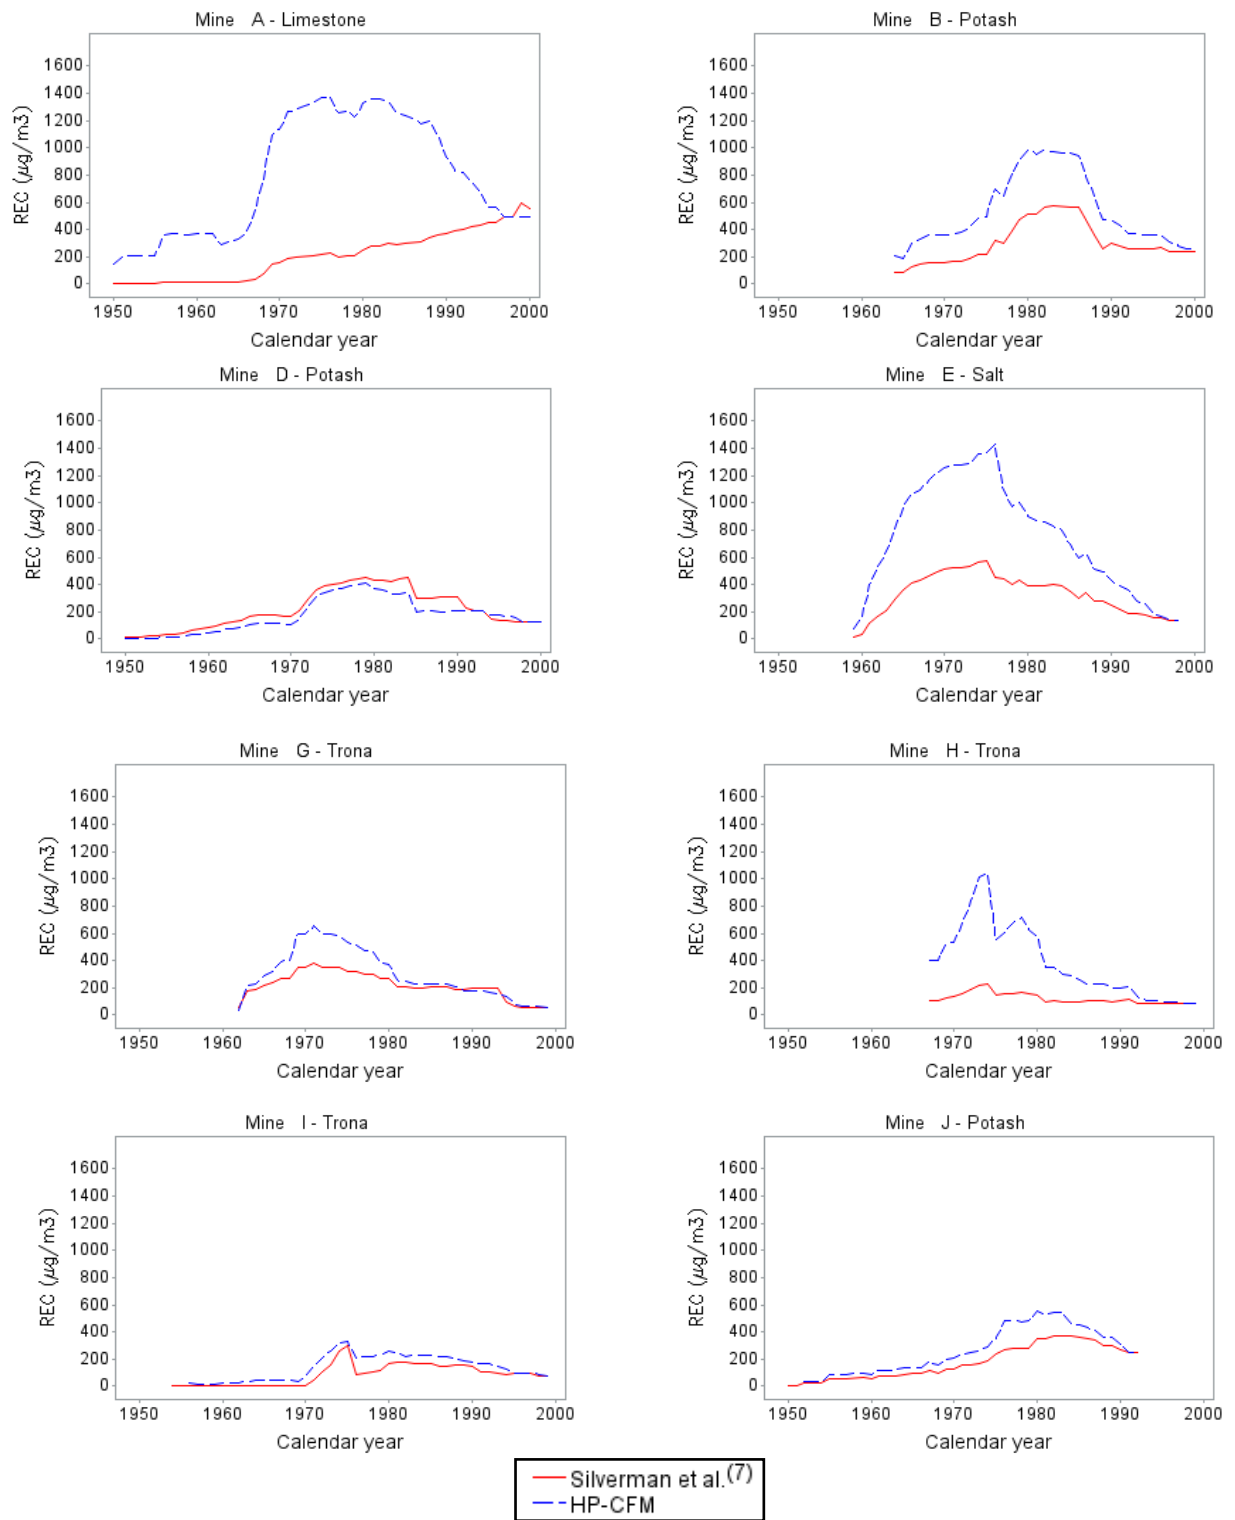 Mine A - Limestone
REC (µg/m3)
1600
1400
1200
1000
800
600
400
200
0
1950 1960 1970 1980 1990 2000
Calendar year
Mine B - Potash
REC (µg/m3)
1600
1400
1200
1000
800
600
400
200
0
1950 1960 1970 1980 1990 2000
Calendar year
Mine D - Potash
REC (µg/m3)
1600
1400
1200
1000
800
600
400
200
0
1950 1960 1970 1980 1990 2000
Calendar year
Mine E - Salt
REC (µg/m3)
1600
1400
1200
1000
800
600
400
200
0
1950 1960 1970 1980 1990 2000
Calendar year
Mine G - Trona
REC (µg/m3)
1600
1400
1200
1000
800
600
400
200
0
1950 1960 1970 1980 1990 2000
Calendar year
Mine H - Trona
REC (µg/m3)
1600
1400
1200
1000
800
600
400
200
0
1950 1960 1970 1980 1990 2000
Calendar year
Mine I - Trona
REC (µg/m3)
1600
1400
1200
1000
800
600
400
200
0
1950 1960 1970 1980 1990 2000
Calendar year
Mine J - Potash
REC (µg/m3)
1600
1400
1200
1000
800
600
400
200
0
1950 1960 1970 1980 1990 2000
Calendar year
Silverman et al.(7)
HP-CFM